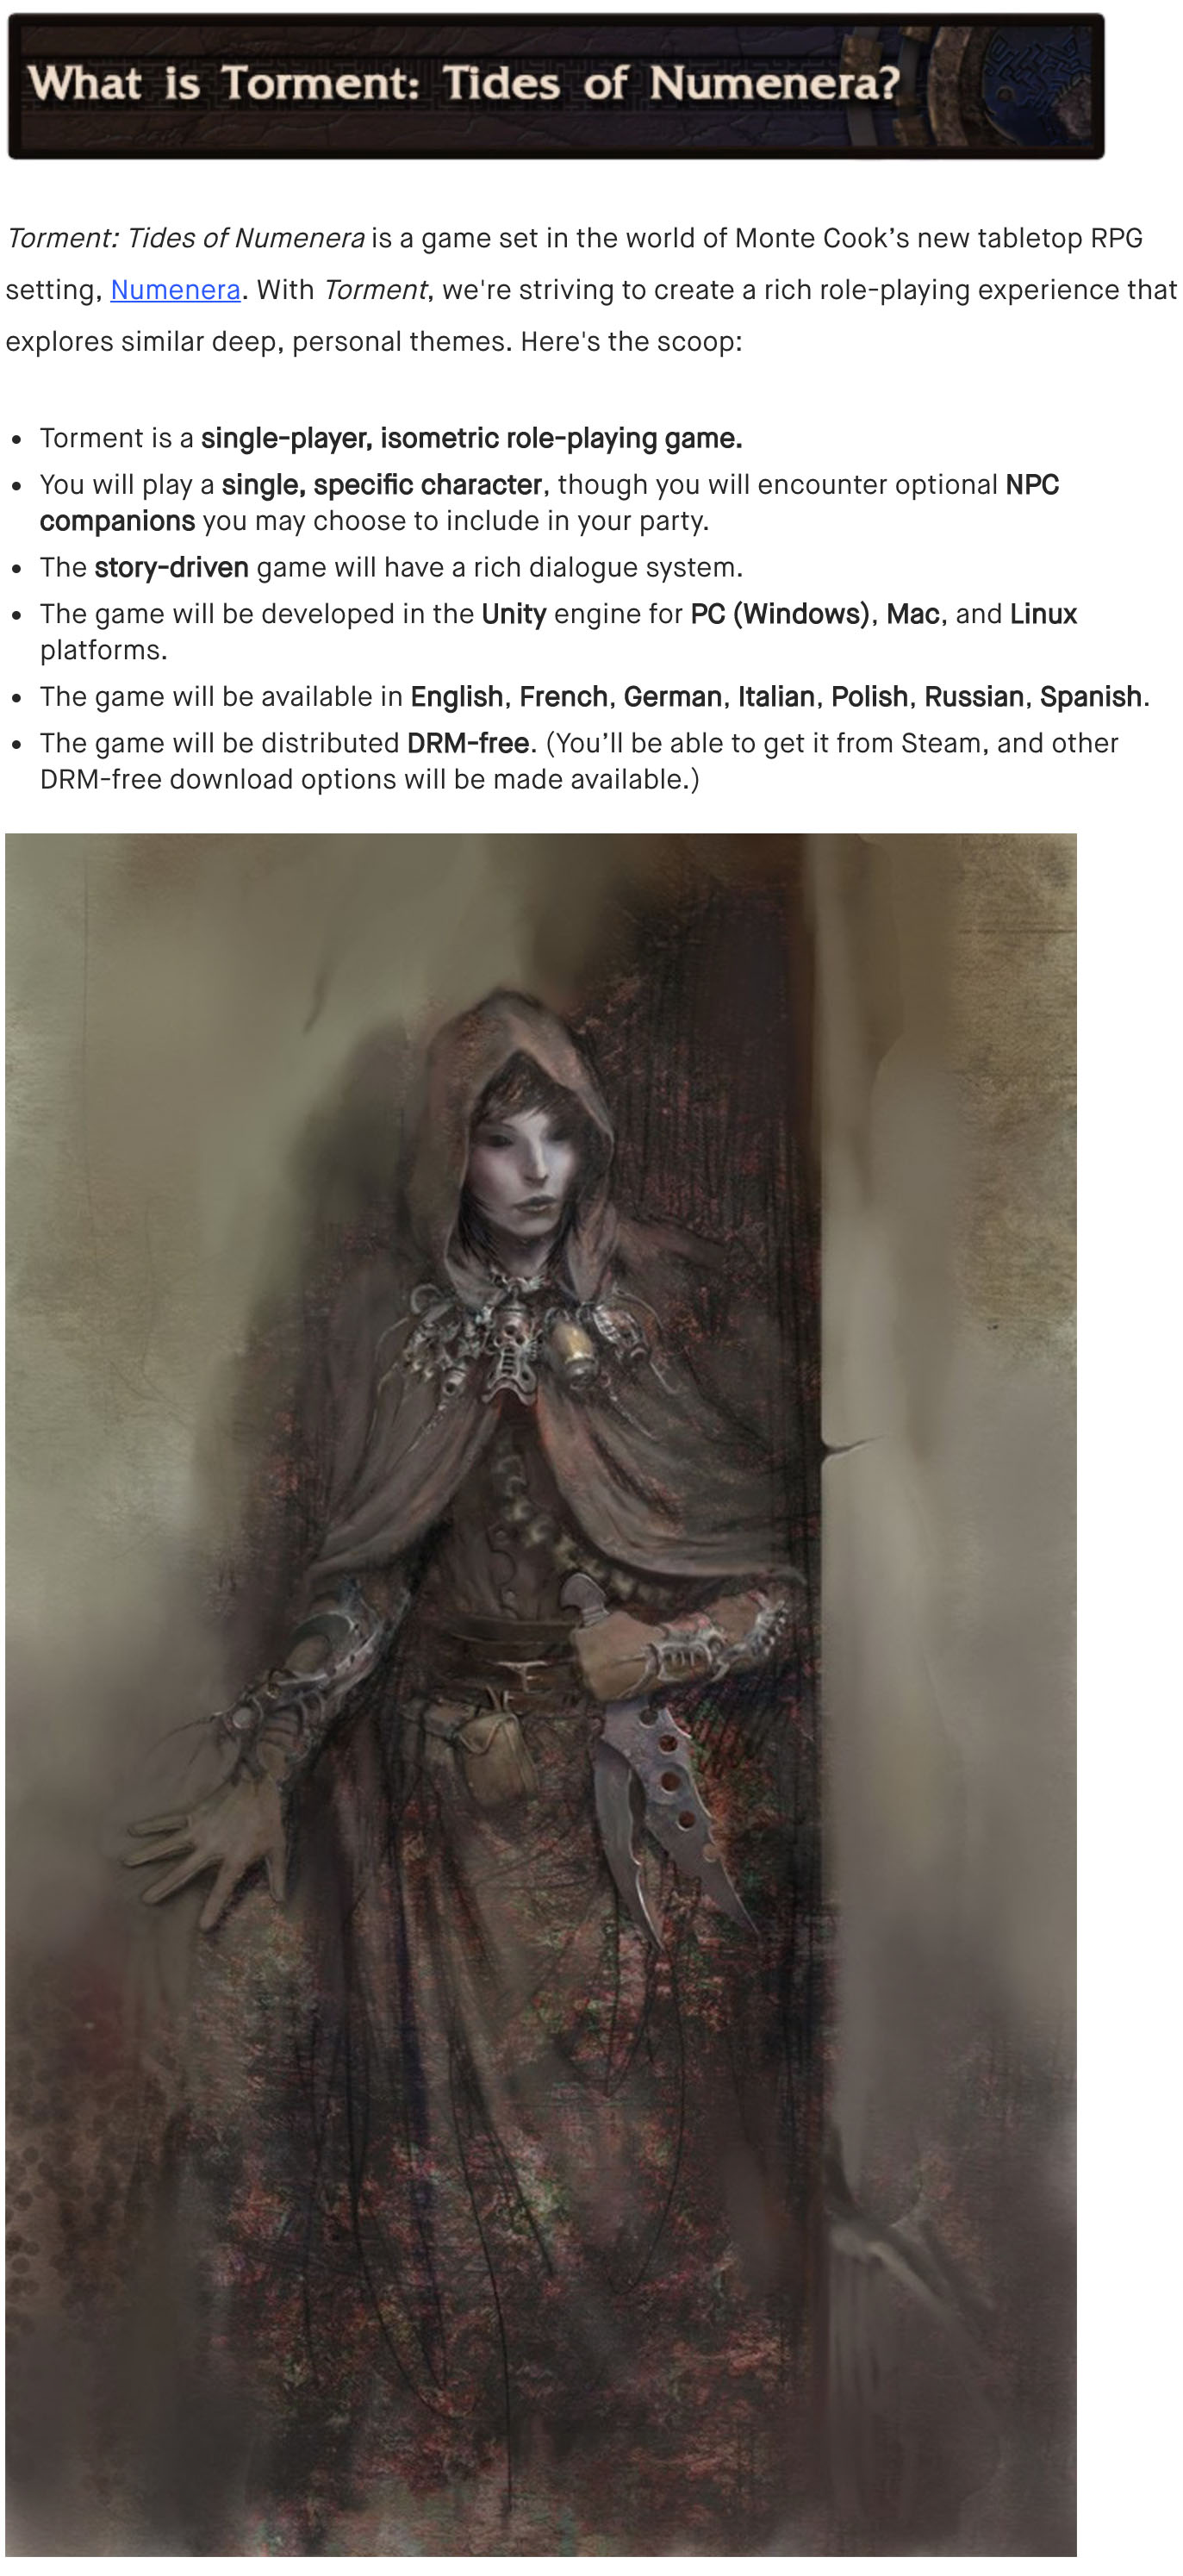 What is Torment: Tides of Numenera?
Torment: Tides of Numenera is a game set in the world of Monte Cook’s new tabletop RPG
setting, Numenera. With Torment, we're striving to create a rich role-playing experience that
explores similar deep, personal themes. Here's the scoop:
• Torment is a single-player, isometric role-playing game.
• You will play a single, specific character, though you will encounter optional NPC
companions you may choose to include in your party.
• The story-driven game will have a rich dialogue system.
• The game will be developed in the Unity engine for PC (Windows), Mac, and Linux
platforms.
• The game will be available in English, French, German, Italian, Polish, Russian, Spanish.
• The game will be distributed DRM-free. (You’ll be able to get it from Steam, and other
DRM-free download options will be made available.)